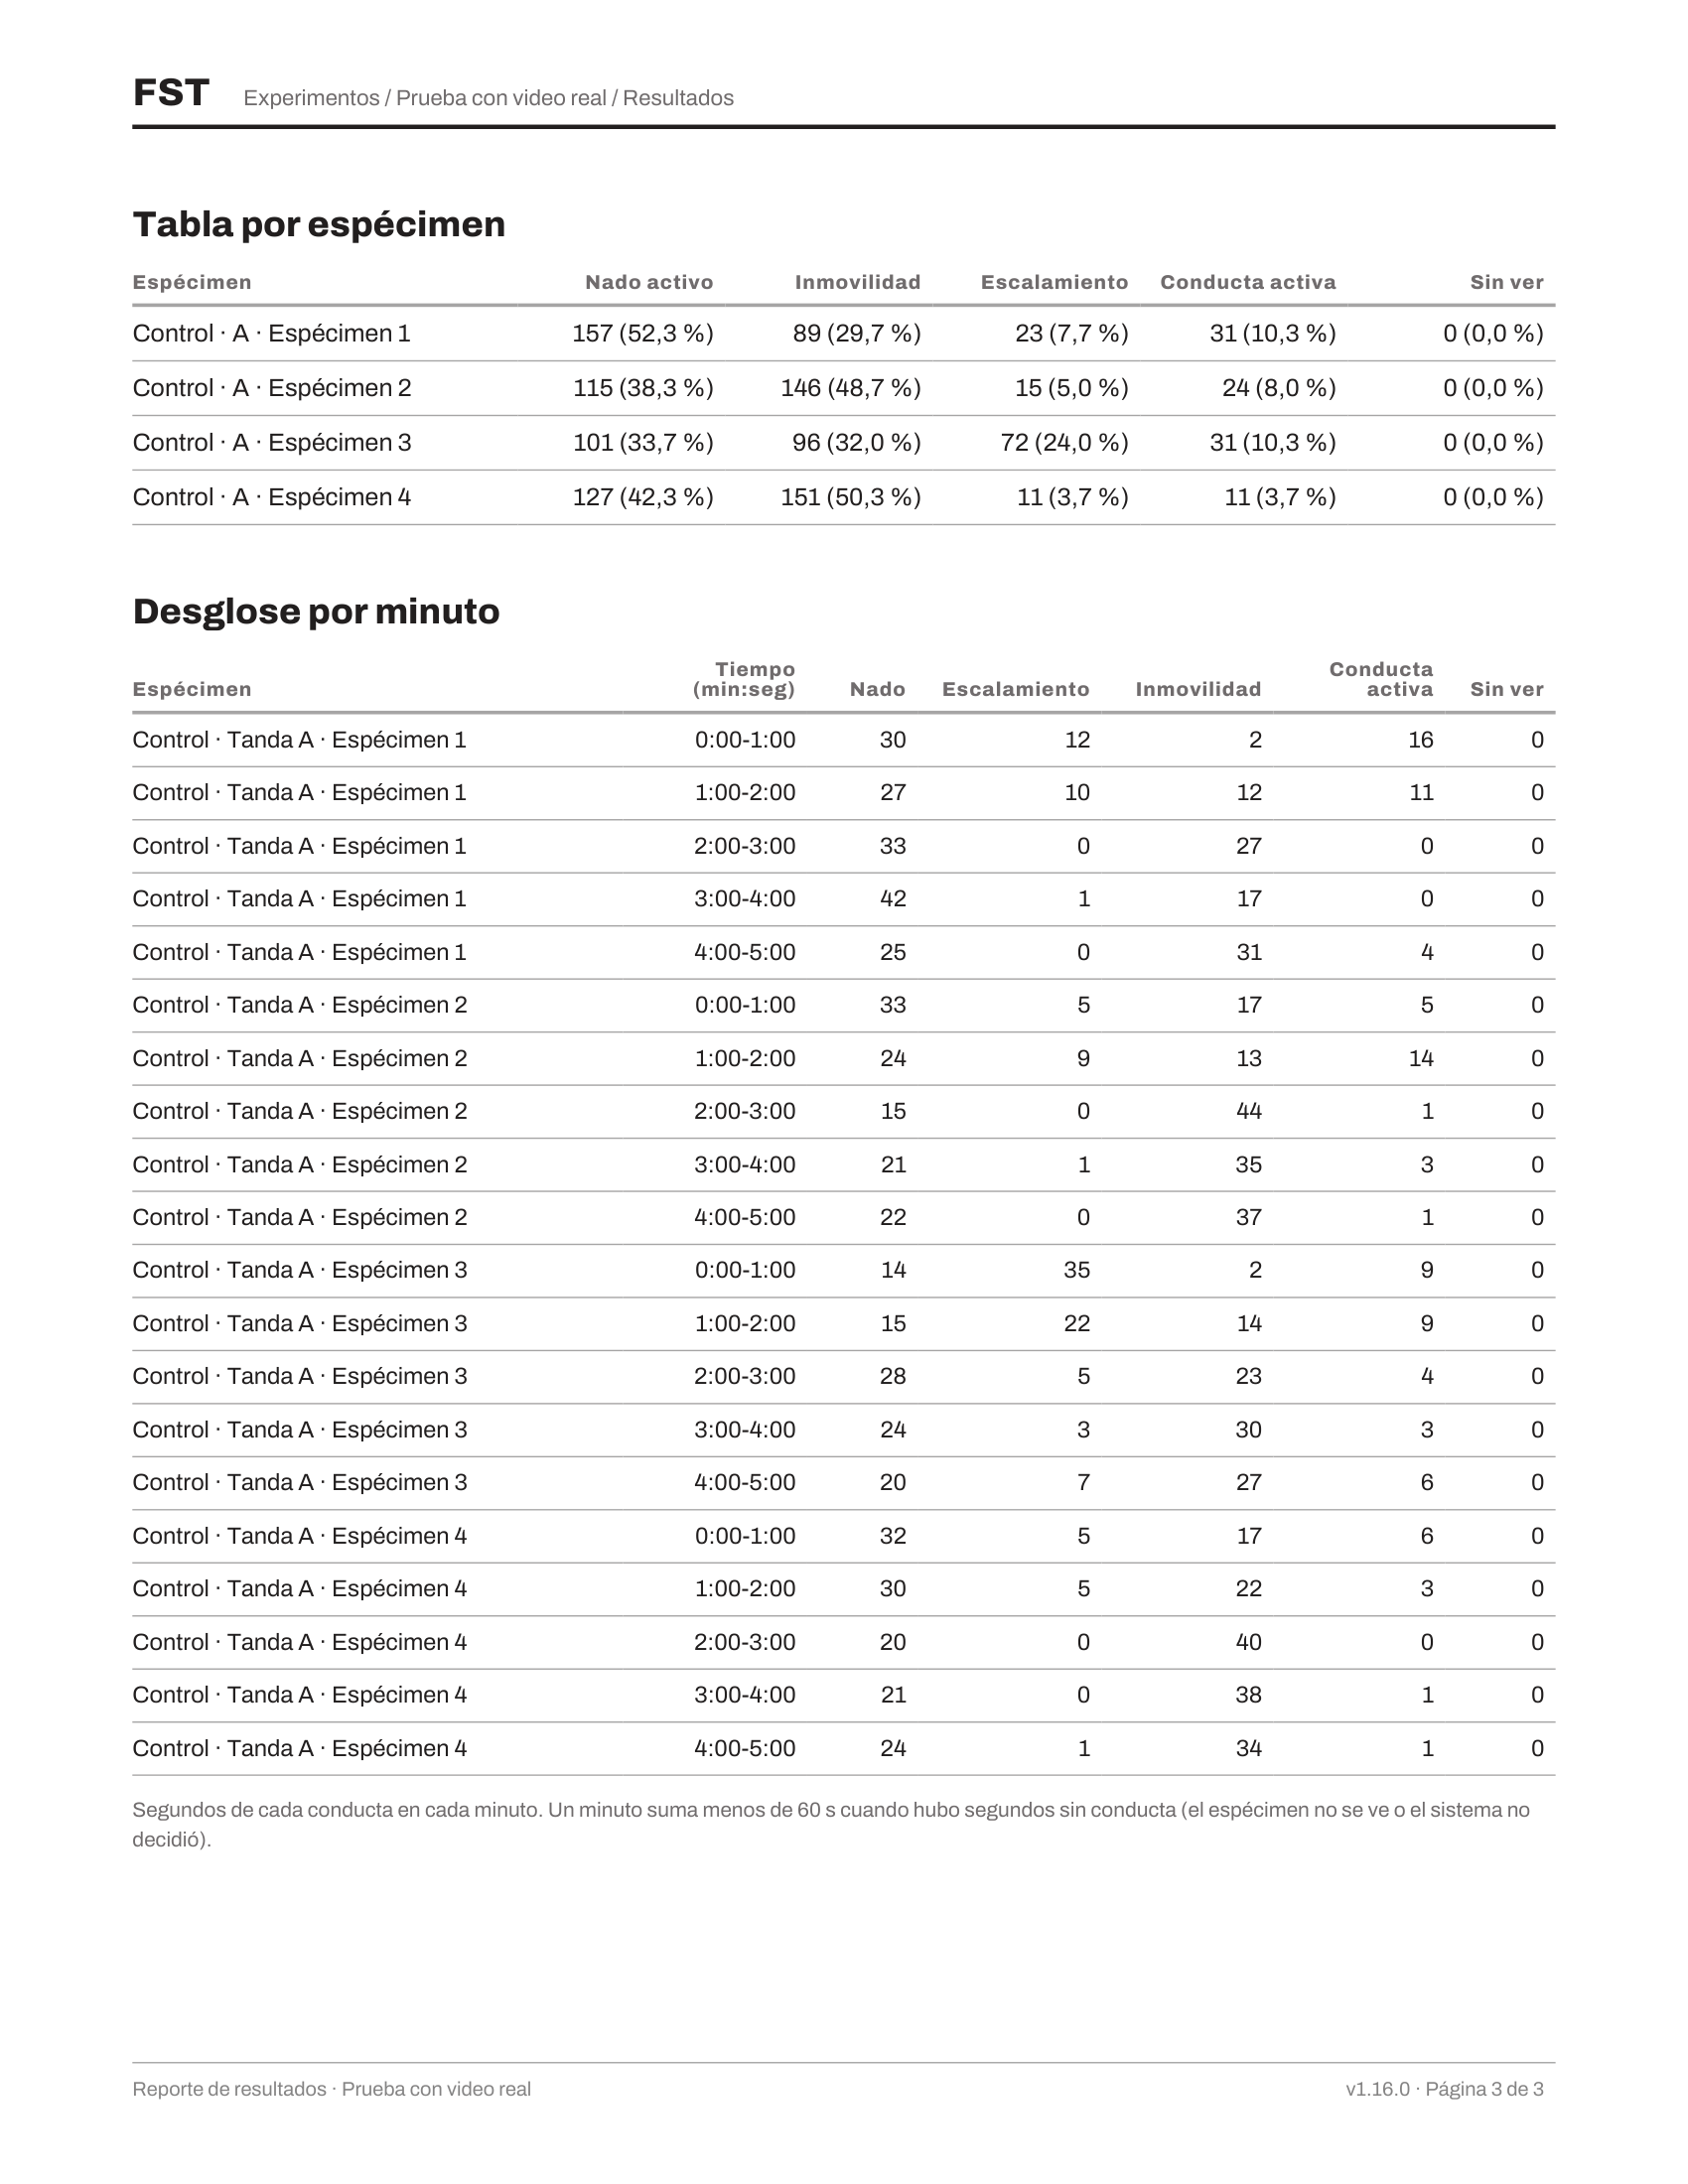 FST Experimentos / Prueba con video real / Resultados
Tabla por espécimen
Espécimen Nado activo Inmovilidad Escalamiento Conducta activa Sin ver
Control · A · Espécimen 1 157 (52,3 %) 89 (29,7 %) 23 (7,7 %) 31 (10,3 %) 0 (0,0 %)
Control · A · Espécimen 2 115 (38,3 %) 146 (48,7 %) 15 (5,0 %) 24 (8,0 %) 0 (0,0 %)
Control · A · Espécimen 3 101 (33,7 %) 96 (32,0 %) 72 (24,0 %) 31 (10,3 %) 0 (0,0 %)
Control · A · Espécimen 4 127 (42,3 %) 151 (50,3 %) 11 (3,7 %) 11 (3,7 %) 0 (0,0 %)
Desglose por minuto
Espécimen Tiempo (min:seg) Nado Escalamiento Inmovilidad Conducta activa Sin ver
Control · Tanda A · Espécimen 1 0:00-1:00 30 12 2 16 0
Control · Tanda A · Espécimen 1 1:00-2:00 27 10 12 11 0
Control · Tanda A · Espécimen 1 2:00-3:00 33 0 27 0 0
Control · Tanda A · Espécimen 1 3:00-4:00 42 1 17 0 0
Control · Tanda A · Espécimen 1 4:00-5:00 25 0 31 4 0
Control · Tanda A · Espécimen 2 0:00-1:00 33 5 17 5 0
Control · Tanda A · Espécimen 2 1:00-2:00 24 9 13 14 0
Control · Tanda A · Espécimen 2 2:00-3:00 15 0 44 1 0
Control · Tanda A · Espécimen 2 3:00-4:00 21 1 35 3 0
Control · Tanda A · Espécimen 2 4:00-5:00 22 0 37 1 0
Control · Tanda A · Espécimen 3 0:00-1:00 14 35 2 9 0
Control · Tanda A · Espécimen 3 1:00-2:00 15 22 14 9 0
Control · Tanda A · Espécimen 3 2:00-3:00 28 5 23 4 0
Control · Tanda A · Espécimen 3 3:00-4:00 24 3 30 3 0
Control · Tanda A · Espécimen 3 4:00-5:00 20 7 27 6 0
Control · Tanda A · Espécimen 4 0:00-1:00 32 5 17 6 0
Control · Tanda A · Espécimen 4 1:00-2:00 30 5 22 3 0
Control · Tanda A · Espécimen 4 2:00-3:00 20 0 40 0 0
Control · Tanda A · Espécimen 4 3:00-4:00 21 0 38 1 0
Control · Tanda A · Espécimen 4 4:00-5:00 24 1 34 1 0
Segundos de cada conducta en cada minuto. Un minuto suma menos de 60 s cuando hubo segundos sin conducta (el espécimen no se ve o el sistema no
decidió).
Reporte de resultados · Prueba con video real v1.16.0 · Página 3 de 3